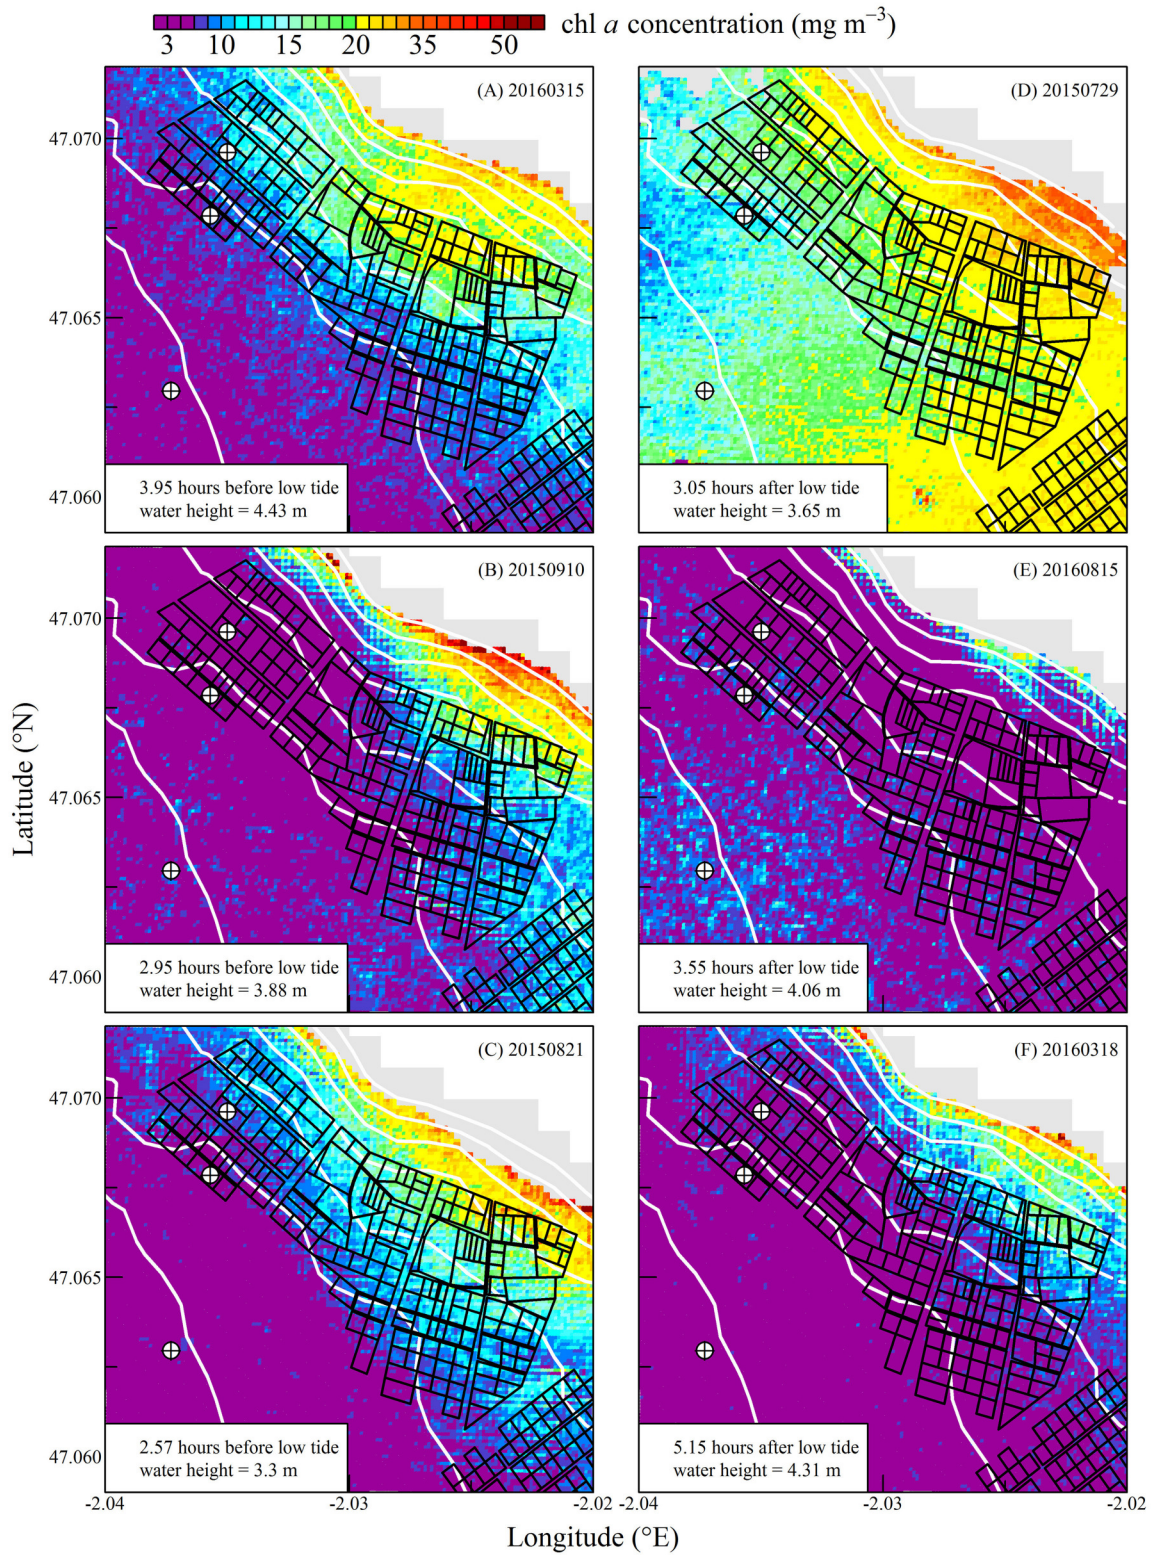 chl a concentration (mg m⁻³)
3 10 15 20 35 50
(A) 20160315
47.070
47.065
47.060
3.95 hours before low tide
water height = 4.43 m
(D) 20150729
3.05 hours after low tide
water height = 3.65 m
(B) 20150910
47.070
47.065
47.060
2.95 hours before low tide
water height = 3.88 m
(E) 20160815
3.55 hours after low tide
water height = 4.06 m
(C) 20150821
47.070
47.065
47.060
2.57 hours before low tide
water height = 3.3 m
(F) 20160318
5.15 hours after low tide
water height = 4.31 m
-2.04 -2.03 -2.02 -2.03 -2.02
Latitude (°N)
Longitude (°E)